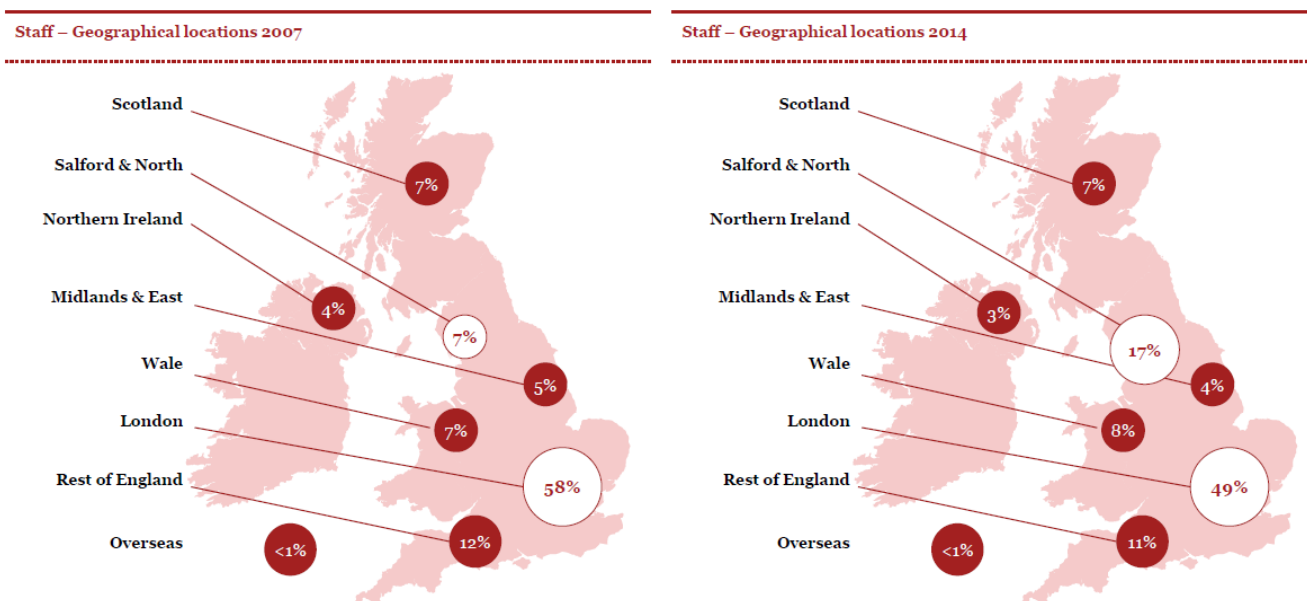 Staff – Geographical locations 2007
Scotland
7%
Salford & North
7%
Northern Ireland
4%
Midlands & East
5%
Wale
7%
London
58%
Rest of England
12%
Overseas
<1%
Staff – Geographical locations 2014
Scotland
7%
Salford & North
17%
Northern Ireland
3%
Midlands & East
4%
Wale
8%
London
49%
Rest of England
11%
Overseas
<1%